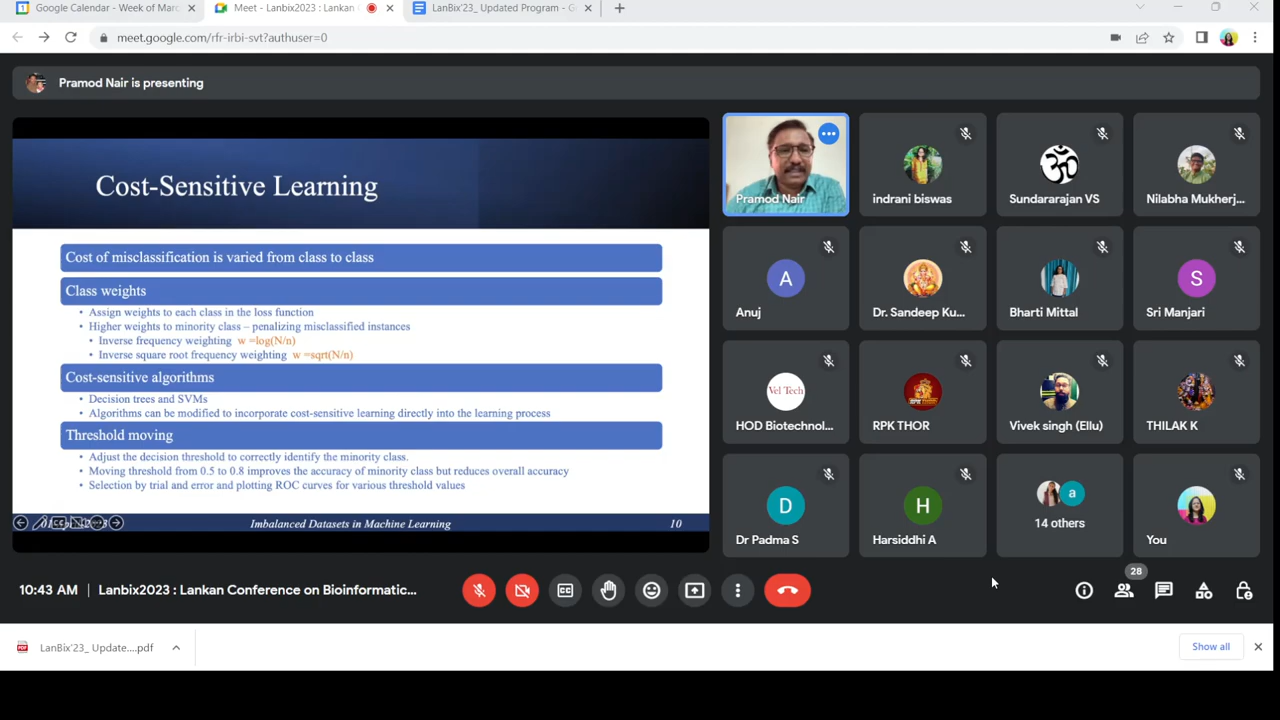 Google Calendar - Week of Marc
Meet - Lanbix2023 : Lankan C
LanBix'23_ Updated Program - G
meet.google.com/rfr-irbi-svt?authuser=0
Pramod Nair is presenting
Cost-Sensitive Learning
Cost of misclassification is varied from class to class
Class weights
• Assign weights to each class in the loss function
• Higher weights to minority class – penalizing misclassified instances
• Inverse frequency weighting w =log(N/n)
• Inverse square root frequency weighting w =sqrt(N/n)
Cost-sensitive algorithms
• Decision trees and SVMs
• Algorithms can be modified to incorporate cost-sensitive learning directly into the learning process
Threshold moving
• Adjust the decision threshold to correctly identify the minority class.
• Moving threshold from 0.5 to 0.8 improves the accuracy of minority class but reduces overall accuracy
• Selection by trial and error and plotting ROC curves for various threshold values
Imbalanced Datasets in Machine Learning
10
Pramod Nair
indrani biswas
Sundararajan VS
Nilabha Mukherj...
A
Anuj
Dr. Sandeep Ku...
Bharti Mittal
S
Sri Manjari
Vel Tech
HOD Biotechnol...
RPK THOR
Vivek singh (Ellu)
THILAK K
D
Dr Padma S
H
Harsiddhi A
a
14 others
You
10:43 AM | Lanbix2023 : Lankan Conference on Bioinformatic...
28
LanBix'23_ Update....pdf
Show all